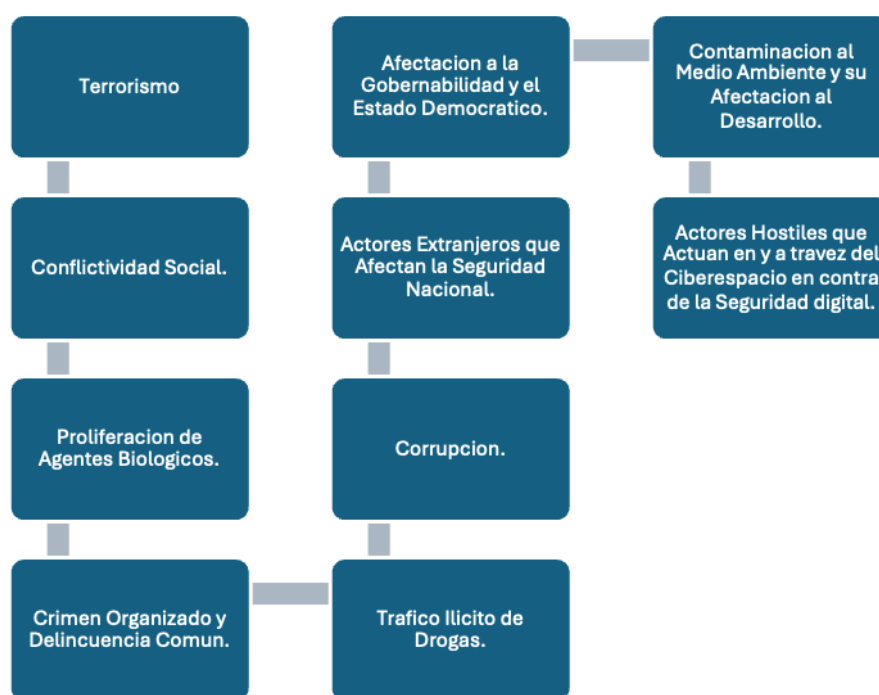 Terrorismo
Conflictividad Social.
Proliferacion de
Agentes Biologicos.
Crimen Organizado y
Delincuencia Comun.
Trafico Ilicito de
Drogas.
Corrupcion.
Actores Extranjeros que
Afectan la Seguridad
Nacional.
Afectacion a la
Gobernabilidad y el
Estado Democratico.
Contaminacion al
Medio Ambiente y su
Afectacion al
Desarrollo.
Actores Hostiles que
Actuan en y a travez del
Ciberespacio en contra
de la Seguridad digital.